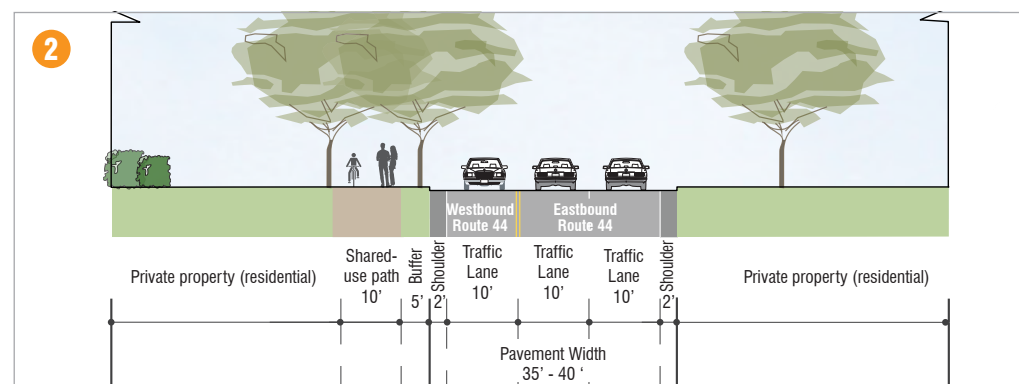 2
Westbound
Route 44
Eastbound
Route 44
Private property (residential)
Shared-
use path
10’
Buffer
5’
Shoulder
2’
Traffic
Lane
10’
Traffic
Lane
10’
Traffic
Lane
10’
Shoulder
2’
Private property (residential)
Pavement Width
35’ - 40 ‘